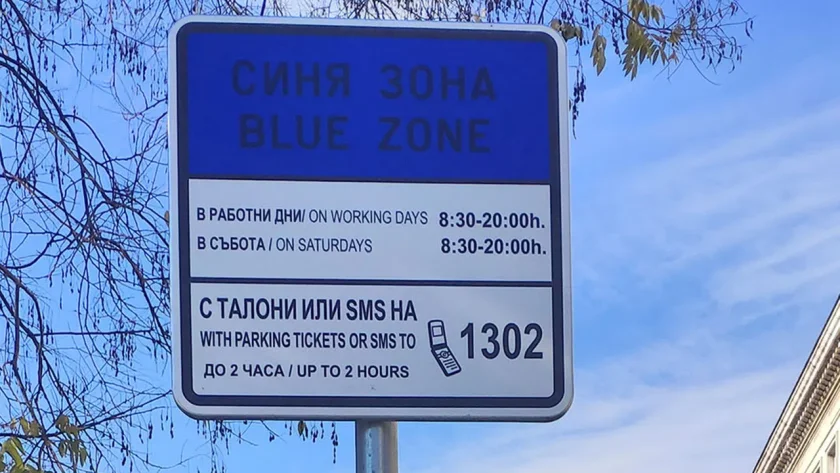 СИНЯ ЗОНА
BLUE ZONE
В РАБОТНИ ДНИ/ ON WORKING DAYS 8:30-20:00h.
В СЪБОТА / ON SATURDAYS 8:30-20:00h.
С ТАЛОНИ ИЛИ SMS НА
WITH PARKING TICKETS OR SMS TO 1302
ДО 2 ЧАСА / UP TO 2 HOURS